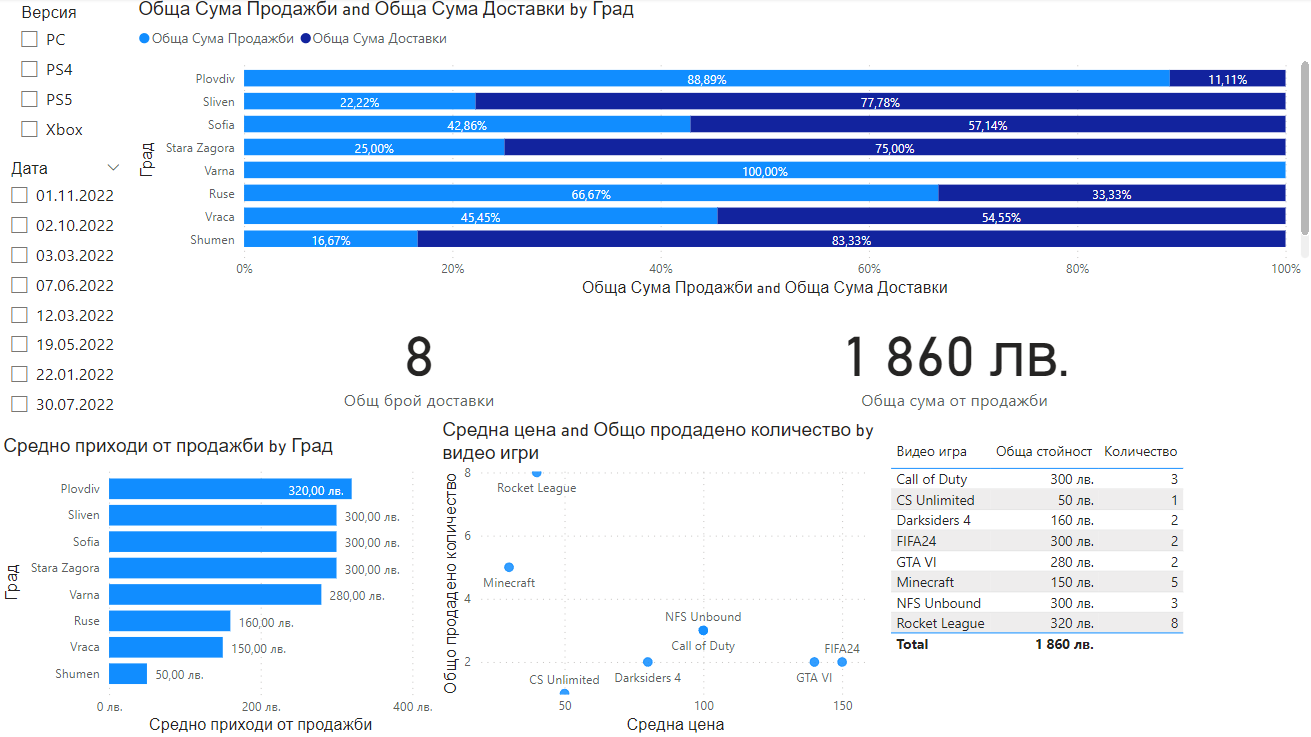 Версия
PC
PS4
PS5
Xbox
Дата
01.11.2022
02.10.2022
03.03.2022
07.06.2022
12.03.2022
19.05.2022
22.01.2022
30.07.2022
Обща Сума Продажби and Обща Сума Доставки by Град
Обща Сума Продажби Обща Сума Доставки
Град
Plovdiv 88,89% 11,11%
Sliven 22,22% 77,78%
Sofia 42,86% 57,14%
Stara Zagora 25,00% 75,00%
Varna 100,00%
Ruse 66,67% 33,33%
Vraca 45,45% 54,55%
Shumen 16,67% 83,33%
0% 20% 40% 60% 80% 100%
Обща Сума Продажби and Обща Сума Доставки
8
Общ брой доставки
1 860 лв.
Обща сума от продажби
Средно приходи от продажби by Град
Град
Plovdiv 320,00 лв.
Sliven 300,00 лв.
Sofia 300,00 лв.
Stara Zagora 300,00 лв.
Varna 280,00 лв.
Ruse 160,00 лв.
Vraca 150,00 лв.
Shumen 50,00 лв.
0 лв. 200 лв. 400 лв.
Средно приходи от продажби
Средна цена and Общо продадено количество by
видео игри
Общо продадено количество
8
6
4
2
Rocket League
Minecraft
NFS Unbound
Call of Duty
FIFA24
CS Unlimited
Darksiders 4
GTA VI
50 100 150
Средна цена
Видео игра Обща стойност Количество
Call of Duty 300 лв. 3
CS Unlimited 50 лв. 1
Darksiders 4 160 лв. 2
FIFA24 300 лв. 2
GTA VI 280 лв. 2
Minecraft 150 лв. 5
NFS Unbound 300 лв. 3
Rocket League 320 лв. 8
Total 1 860 лв.